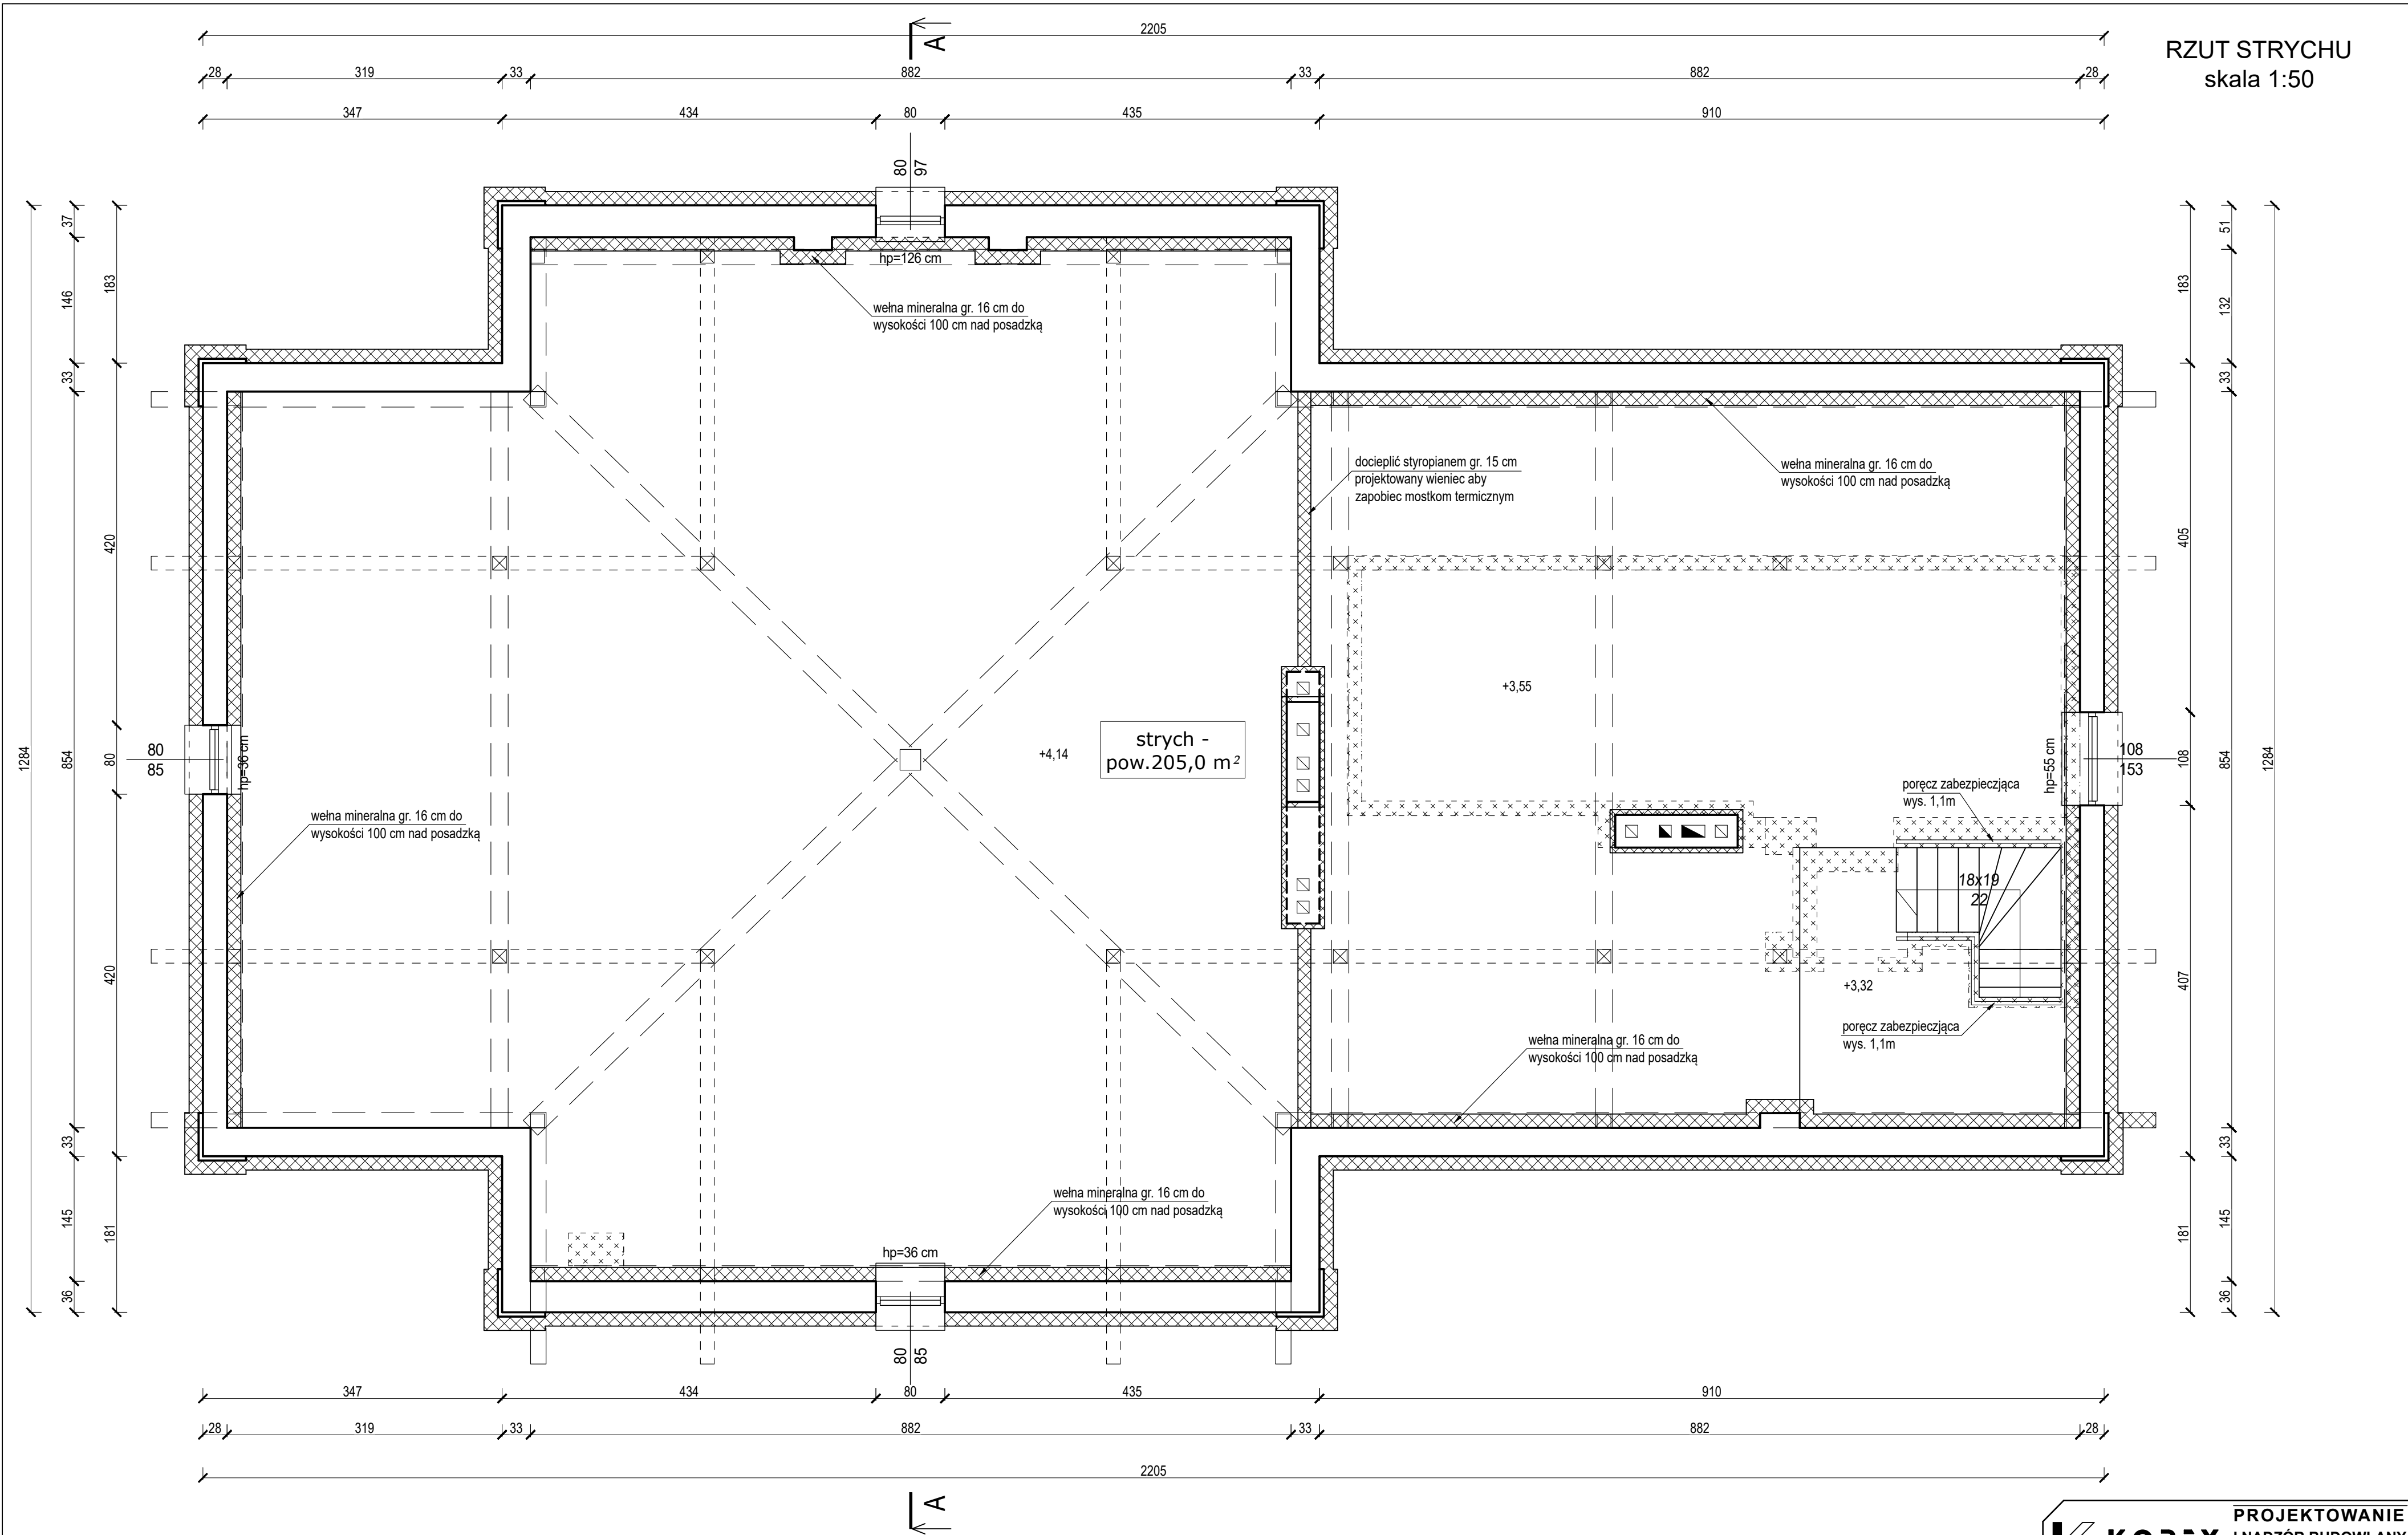 RZUT STRYCHU
skala 1:50
A
2205
28 319 33 882 33 882 28
347 434 80 435 910
80
97
37
183
146
33
420
1284
854
80
420
33
145
181
36
51
183
132
33
405
108
854
1284
407
33
145
181
36
hp=126 cm
wełna mineralna gr. 16 cm do
wysokości 100 cm nad posadzką
docieplić styropianem gr. 15 cm
projektowany wieniec aby
zapobiec mostkom termicznym
wełna mineralna gr. 16 cm do
wysokości 100 cm nad posadzką
+3,55
strych -
pow.205,0 m²
+4,14
80
85
hp=36 cm
hp=55 cm
108
153
poręcz zabezpieczjąca
wys. 1,1m
wełna mineralna gr. 16 cm do
wysokości 100 cm nad posadzką
18x19
22
+3,32
poręcz zabezpieczjąca
wys. 1,1m
wełna mineralna gr. 16 cm do
wysokości 100 cm nad posadzką
wełna mineralna gr. 16 cm do
wysokości 100 cm nad posadzką
hp=36 cm
80
85
347 434 80 435 910
28 319 33 882 33 882 28
2205
A
PROJEKTOWANIE